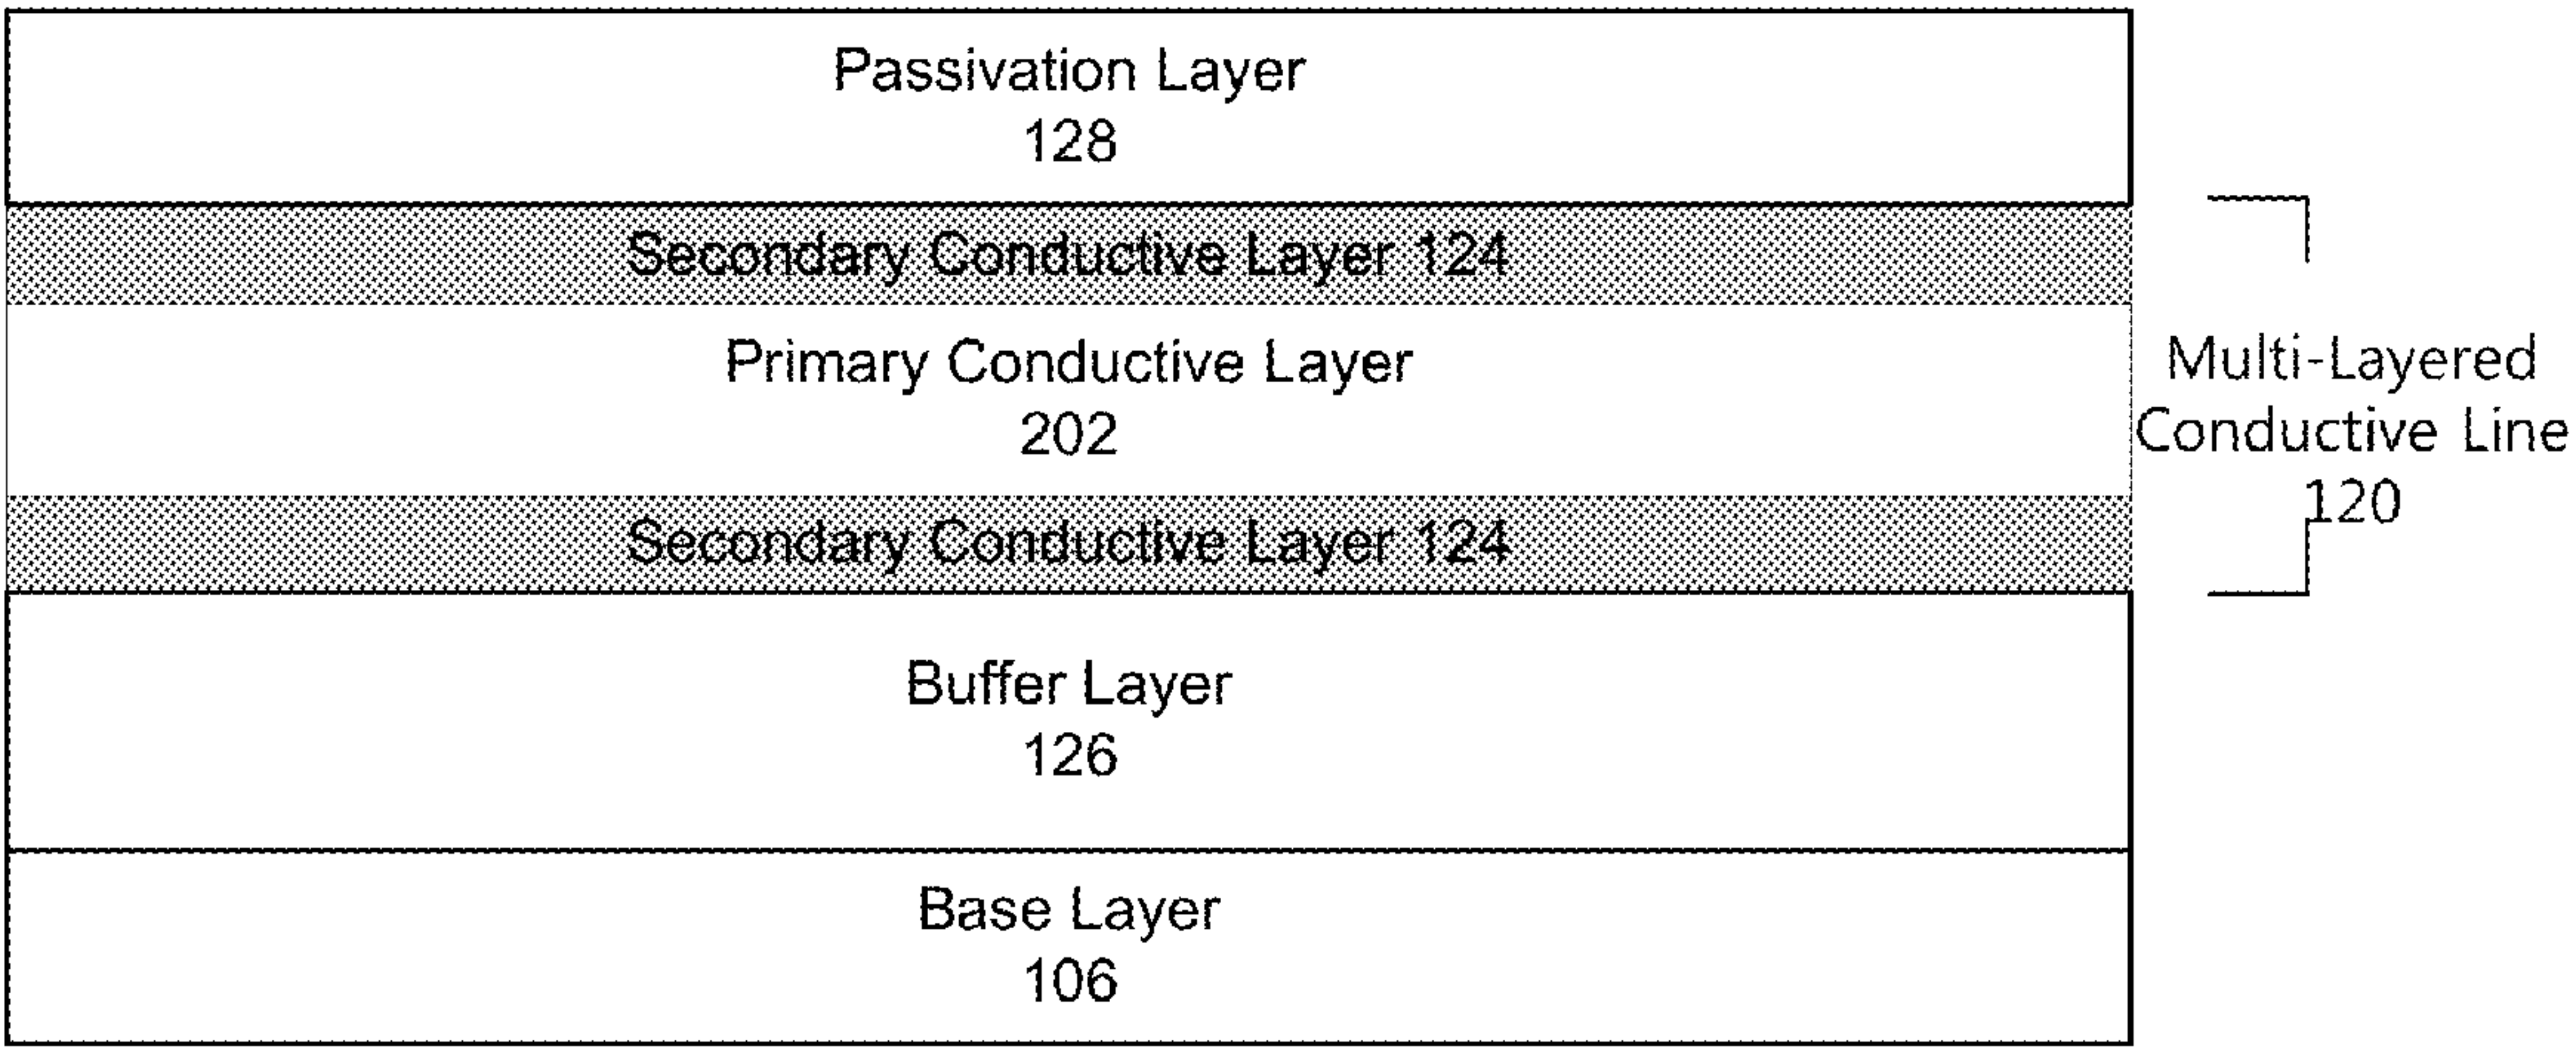 Passivation Layer
128
Secondary Conductive Layer 124
Primary Conductive Layer
202
Secondary Conductive Layer 124
Multi-Layered
Conductive Line
120
Buffer Layer
126
Base Layer
106